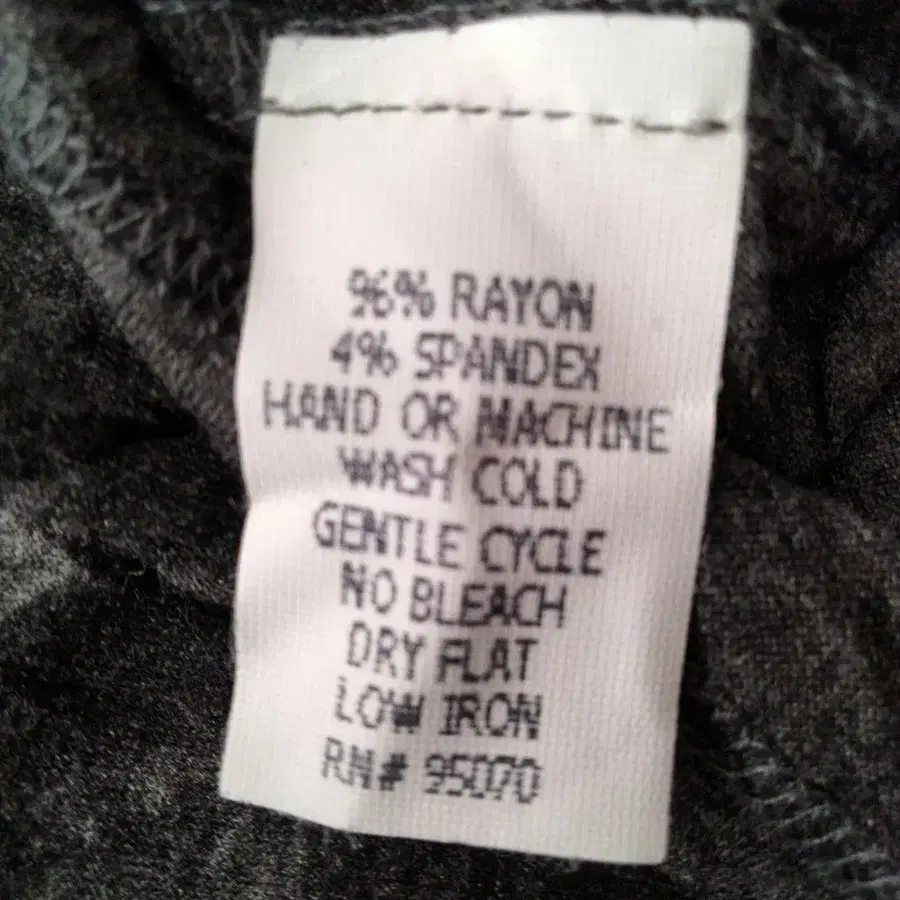 96% RAYON
4% SPANDEX
HAND OR MACHINE
WASH COLD
GENTLE CYCLE
NO BLEACH
DRY FLAT
LOW IRON
RN# 95070